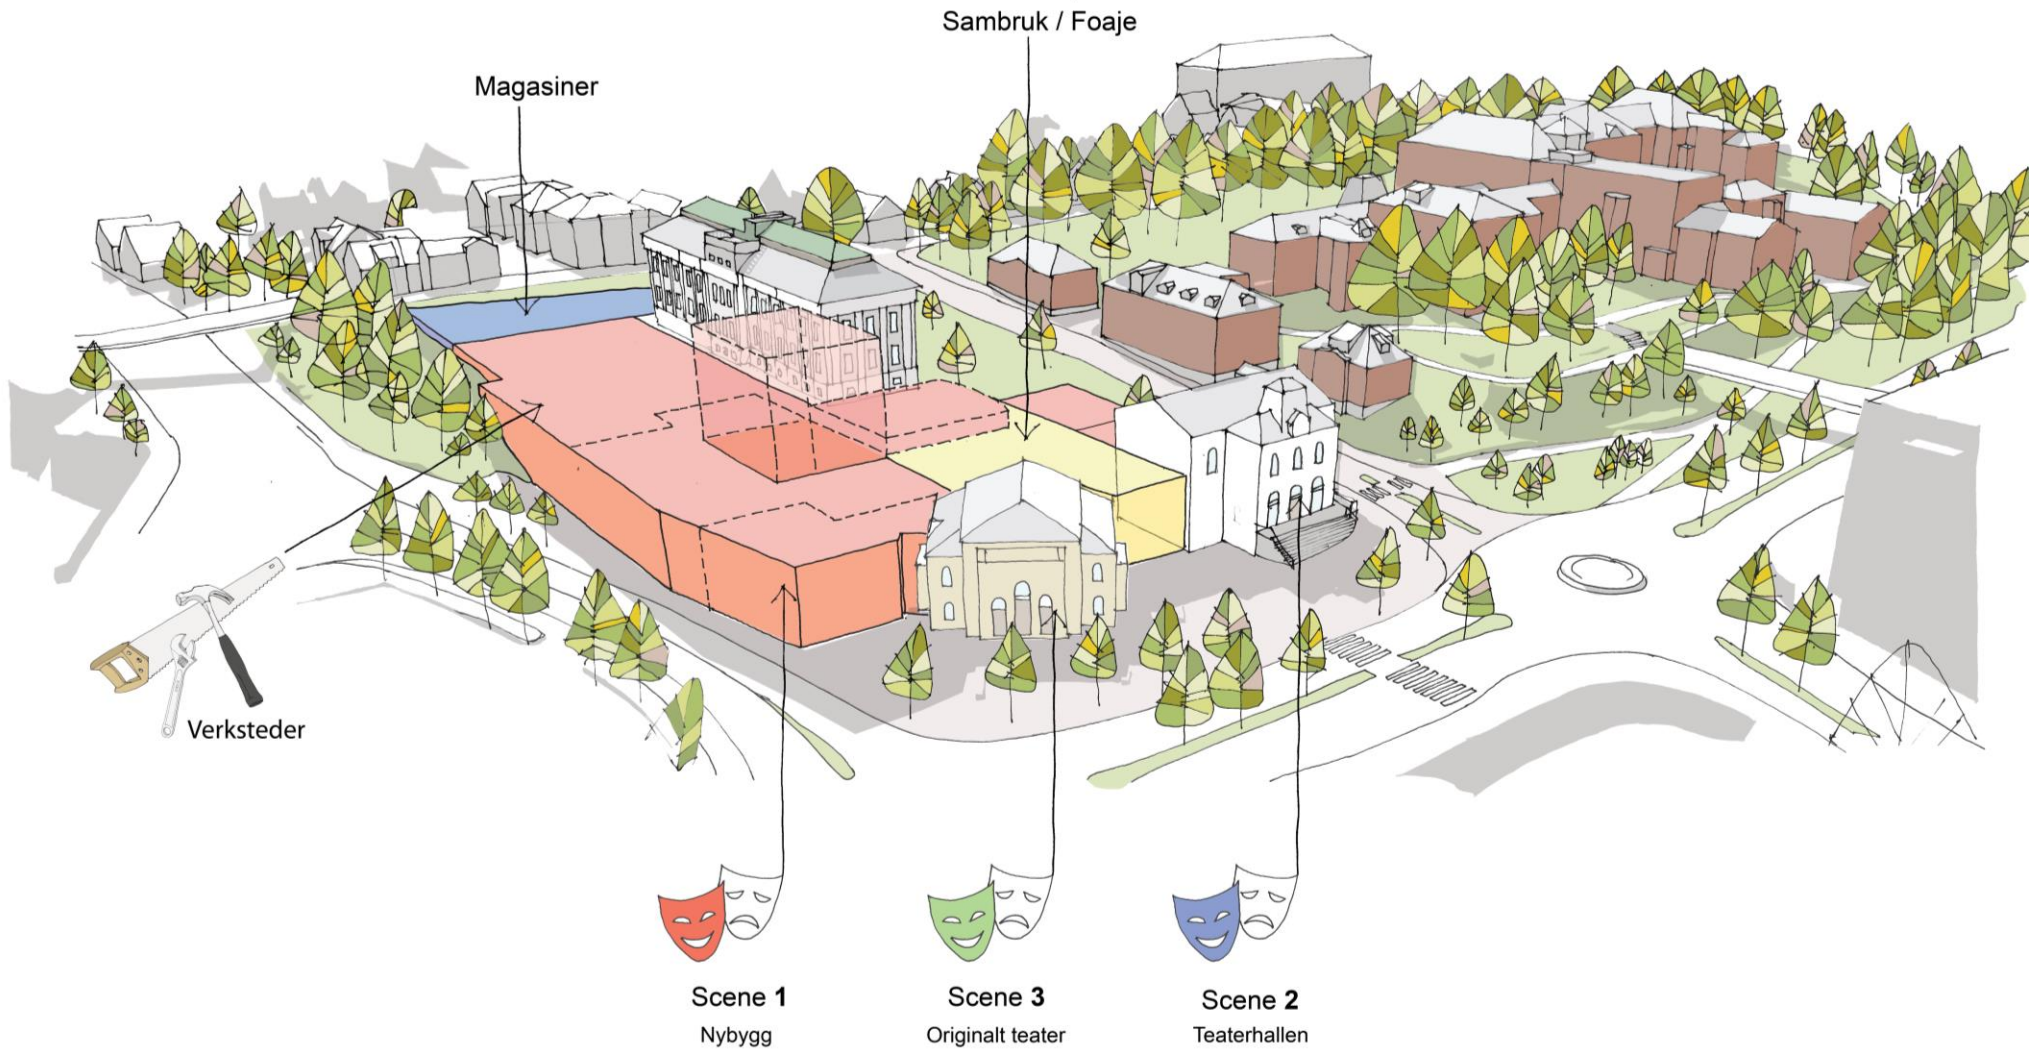 Sambruk / Foaje
Magasiner
Verksteder
Scene 1
Nybygg
Scene 3
Originalt teater
Scene 2
Teaterhallen